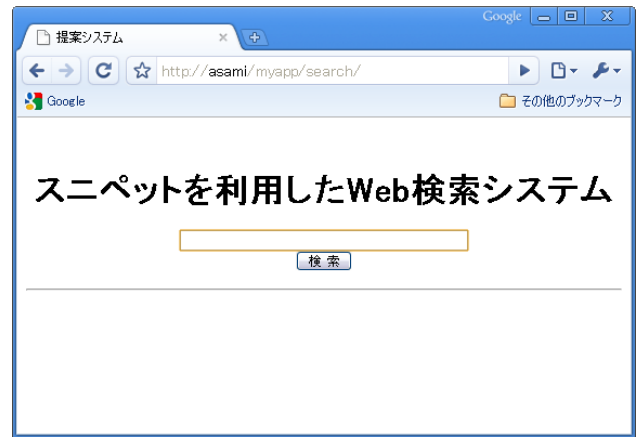 Google
提案システム
http://asami/myapp/search/
Google
その他のブックマーク
スニペットを利用したWeb検索システム
検 索